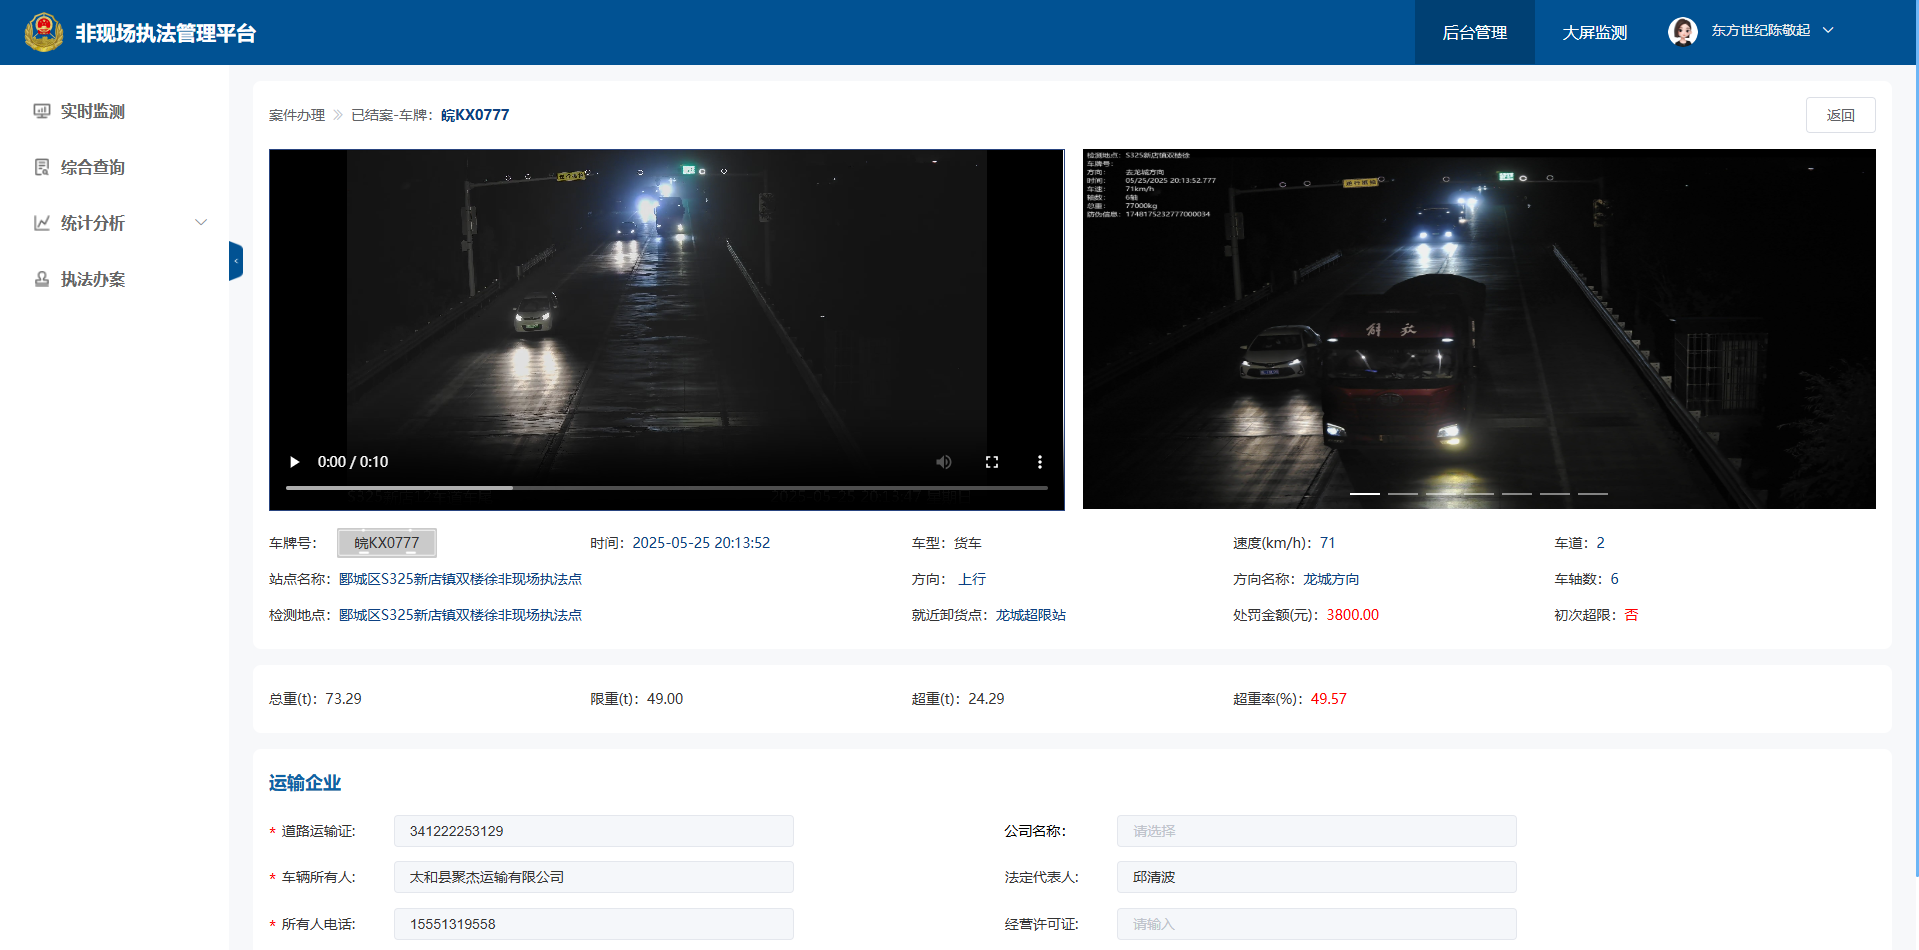 非现场执法管理平台
后台管理
大屏监测
东方世纪陈敬起
实时监测
综合查询
统计分析
执法办案
案件办理
已结案-车牌：皖KX0777
返回
0:00 / 0:10
检测地点： S325新店镇双楼徐
车牌号：
方向： 去龙城方向
时间： 05/25/2025 20:13:52.777
车速： 71km/h
轴数： 6轴
总重： 77000kg
防伪信息： 1748175232777000034
解放
车牌号： 皖KX0777
时间：2025-05-25 20:13:52
车型：货车
速度(km/h)：71
车道：2
站点名称：郾城区S325新店镇双楼徐非现场执法点
方向： 上行
方向名称：龙城方向
车轴数：6
检测地点：郾城区S325新店镇双楼徐非现场执法点
就近卸货点：龙城超限站
处罚金额(元)：3800.00
初次超限：否
总重(t)：73.29
限重(t)：49.00
超重(t)：24.29
超重率(%)：49.57
运输企业
* 道路运输证: 341222253129
公司名称: 请选择
* 车辆所有人: 太和县聚杰运输有限公司
法定代表人: 邱清波
* 所有人电话: 15551319558
经营许可证: 请输入